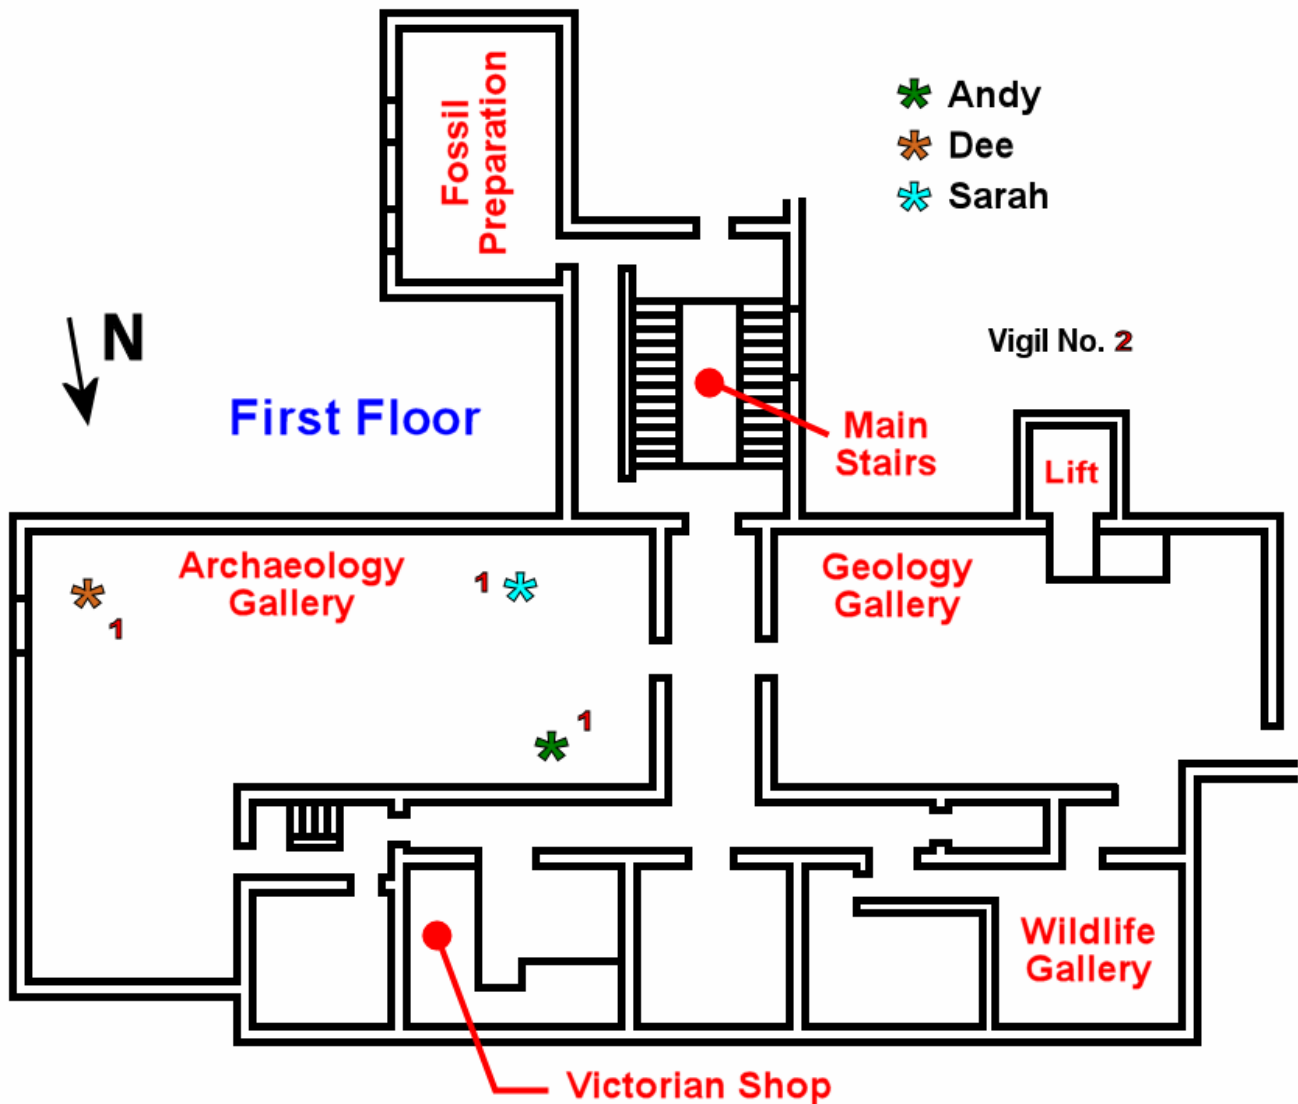 Fossil
Preparation
Andy
Dee
Sarah
N
Vigil No. 2
First Floor
Main
Stairs
Lift
Archaeology
Gallery
1
1
Geology
Gallery
1
Wildlife
Gallery
Victorian Shop